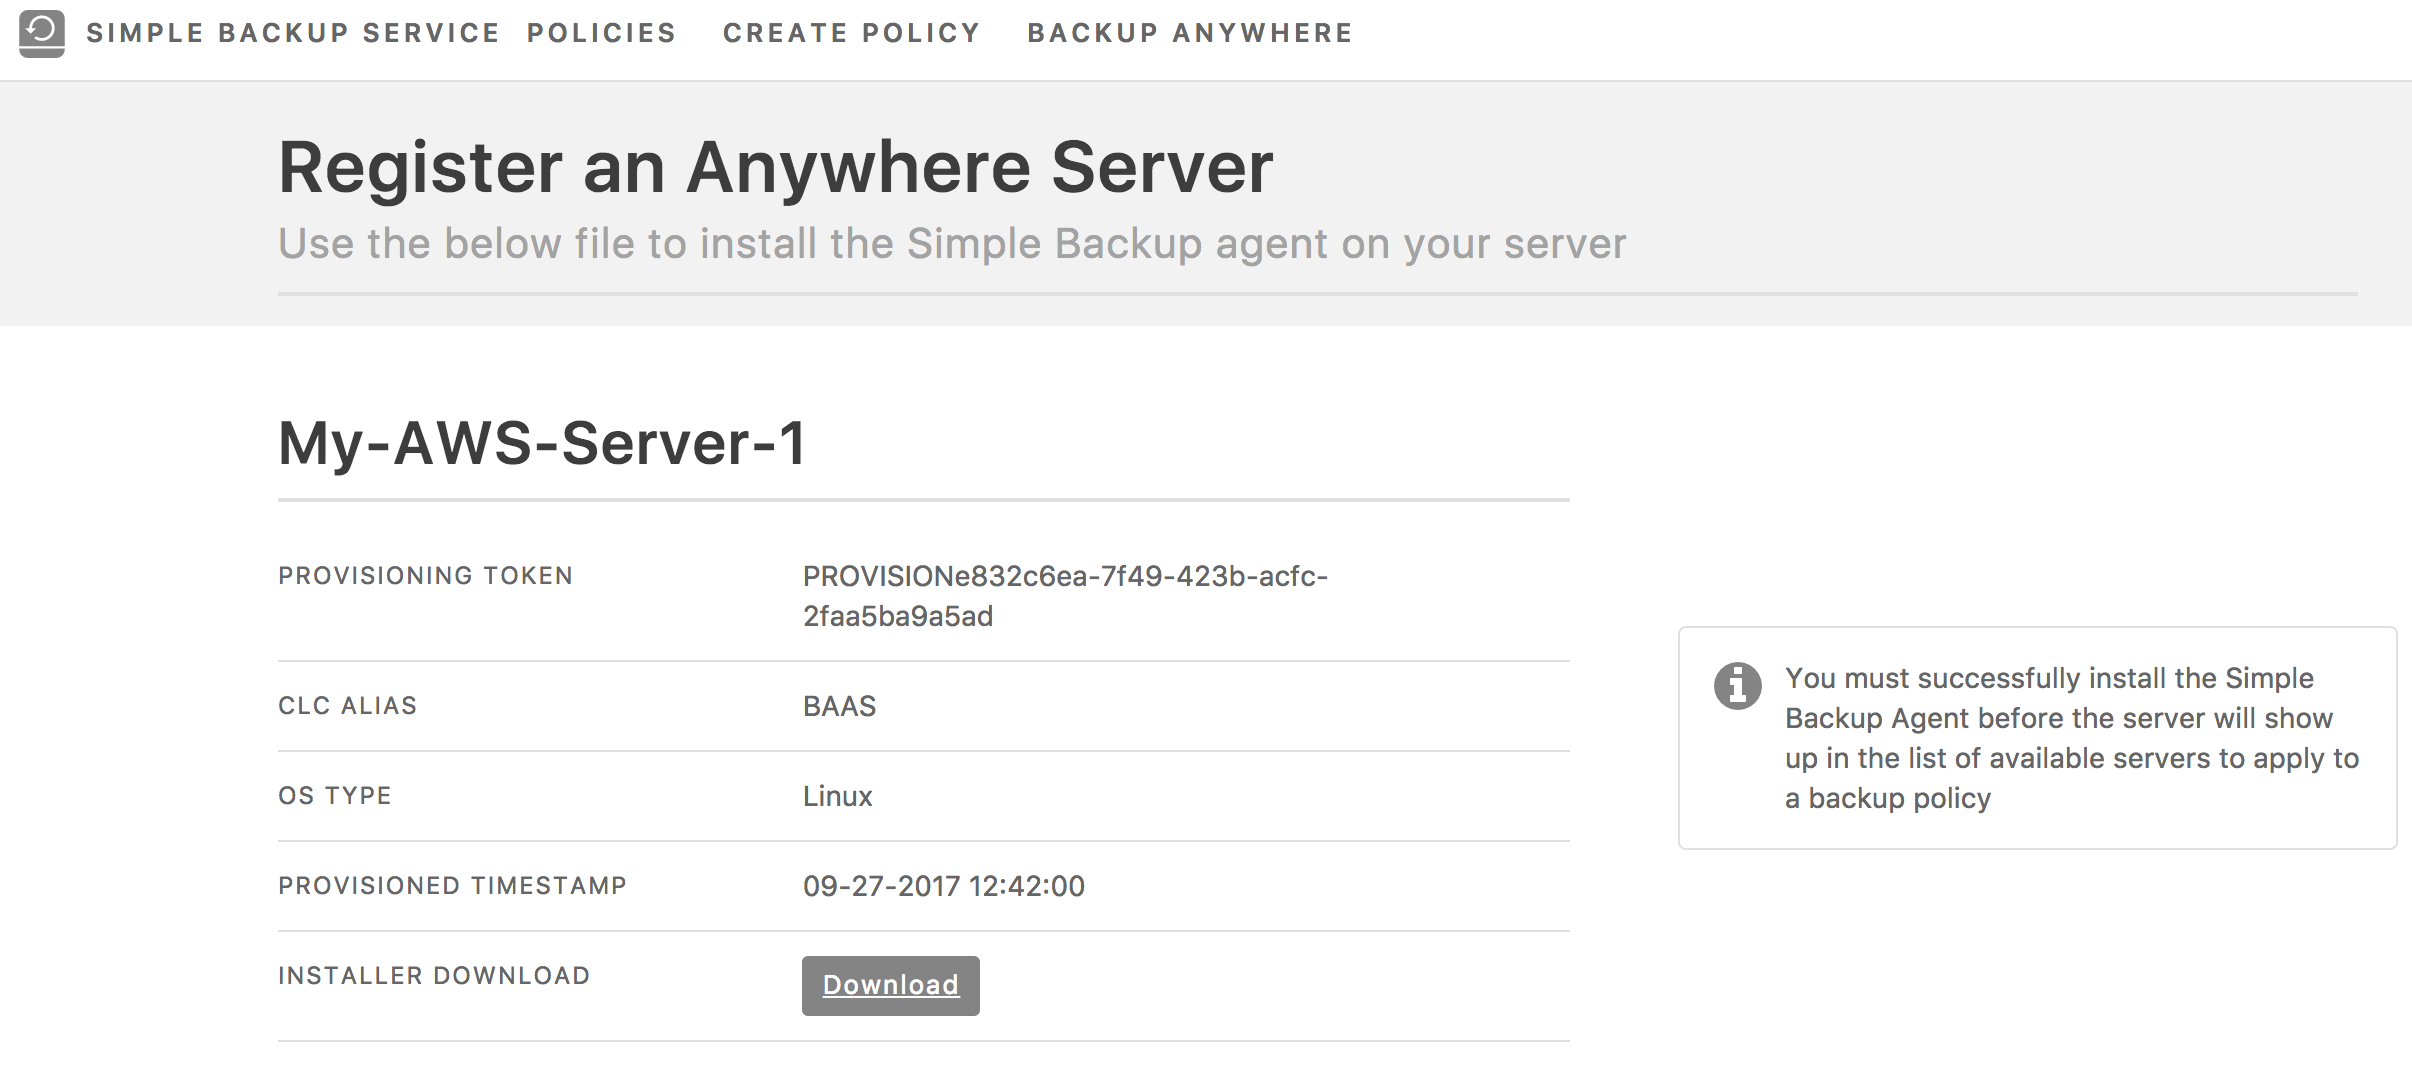 SIMPLE BACKUP SERVICE POLICIES CREATE POLICY BACKUP ANYWHERE
Register an Anywhere Server
Use the below file to install the Simple Backup agent on your server
My-AWS-Server-1
PROVISIONING TOKEN PROVISIONe832c6ea-7f49-423b-acfc-
2faa5ba9a5ad
CLC ALIAS BAAS
OS TYPE Linux
PROVISIONED TIMESTAMP 09-27-2017 12:42:00
INSTALLER DOWNLOAD Download
You must successfully install the Simple
Backup Agent before the server will show
up in the list of available servers to apply to
a backup policy